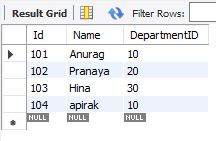 Result Grid Filter Rows:
Id Name DepartmentID
101 Anurag 10
102 Pranaya 20
103 Hina 30
104 apirak 10
NULL NULL NULL